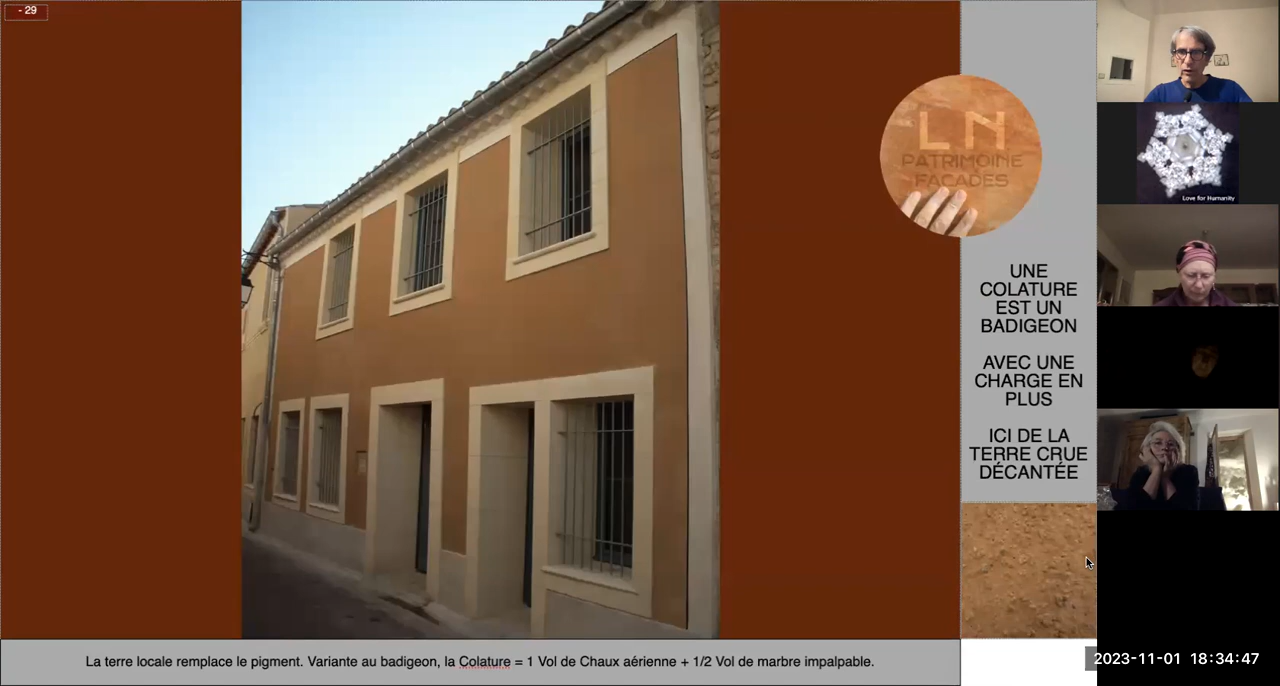 - 29
LN
PATRIMOINE
FAÇADES
UNE
COLATURE
EST UN
BADIGEON
AVEC UNE
CHARGE EN
PLUS
ICI DE LA
TERRE CRUE
DÉCANTÉE
Love for Humanity
La terre locale remplace le pigment. Variante au badigeon, la Colature = 1 Vol de Chaux aérienne + 1/2 Vol de marbre impalpable.
2023-11-01 18:34:47